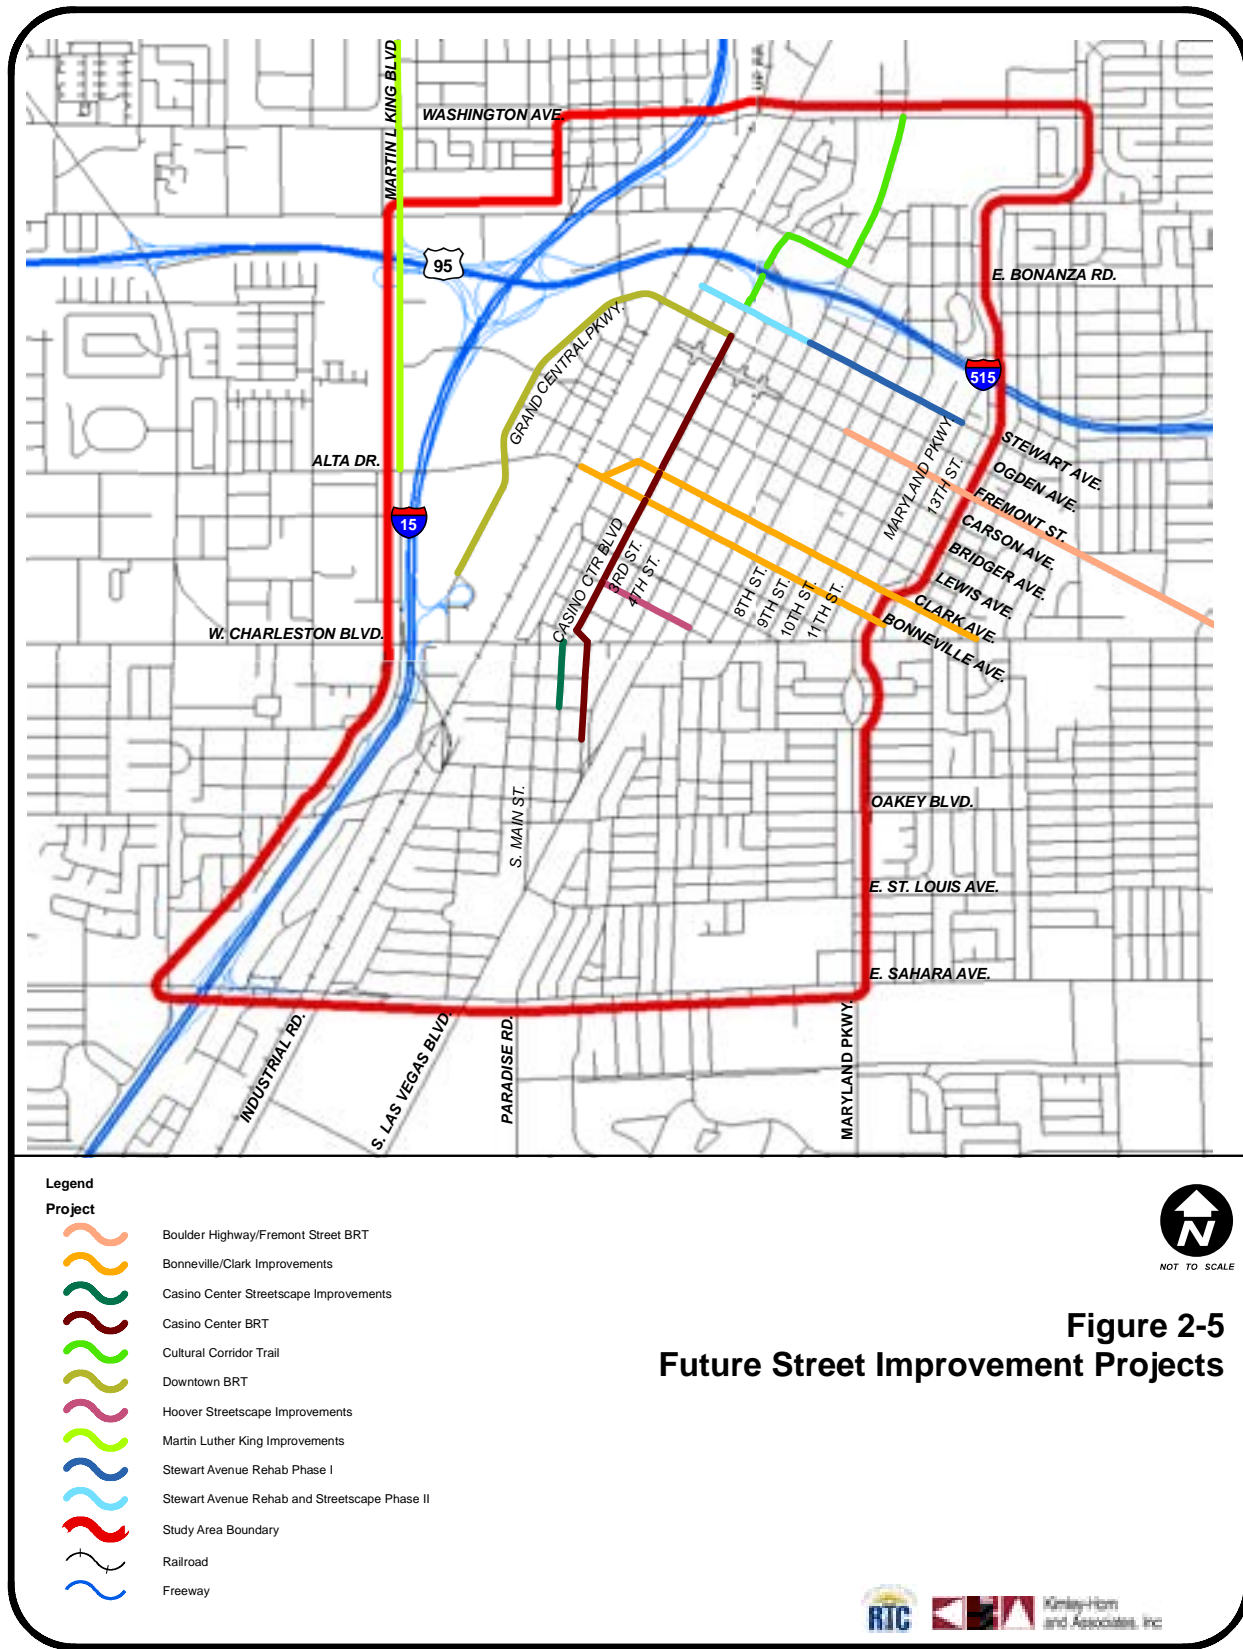 MARTIN L KING BLVD
WASHINGTON AVE.
UP RR
95
E. BONANZA RD.
GRAND CENTRAL PKWY.
515
ALTA DR.
15
MARYLAND PKWY.
13TH ST.
STEWART AVE.
OGDEN AVE.
FREMONT ST.
CARSON AVE.
BRIDGER AVE.
LEWIS AVE.
CLARK AVE.
BONNEVILLE AVE.
CASINO CTR BLVD
3RD ST.
4TH ST.
8TH ST.
9TH ST.
10TH ST.
11TH ST.
W. CHARLESTON BLVD.
S. MAIN ST.
OAKEY BLVD.
E. ST. LOUIS AVE.
E. SAHARA AVE.
INDUSTRIAL RD.
S. LAS VEGAS BLVD.
PARADISE RD.
MARYLAND PKWY.
Legend
Project
Boulder Highway/Fremont Street BRT
Bonneville/Clark Improvements
Casino Center Streetscape Improvements
Casino Center BRT
Cultural Corridor Trail
Downtown BRT
Hoover Streetscape Improvements
Martin Luther King Improvements
Stewart Avenue Rehab Phase I
Stewart Avenue Rehab and Streetscape Phase II
Study Area Boundary
Railroad
Freeway
N
NOT TO SCALE
Figure 2-5
Future Street Improvement Projects
RTC
Kimley-Horn
and Associates, Inc